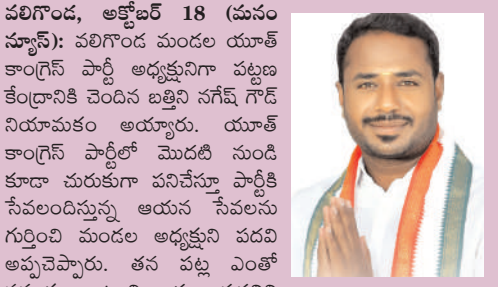 వలిగొండ, అక్టోబర్ 18 (మనం
న్యూస్): వలిగొండ మండల యూత్
కాంగ్రెస్ పార్టీ అధ్యక్షునిగా పట్టణ
కేంద్రానికి చెందిన బత్తిని నగేష్ గౌడ్
నియామకం అయ్యారు. యూత్
కాంగ్రెస్ పార్టీలో మొదటి నుండి
కూడా చురుకుగా పనిచేస్తూ పార్టీకి
సేవలందిస్తున్న ఆయన సేవలను
గుర్తించి మండల అధ్యక్షుని పదవి
అప్పచెప్పారు. తన పట్ల ఎంతో